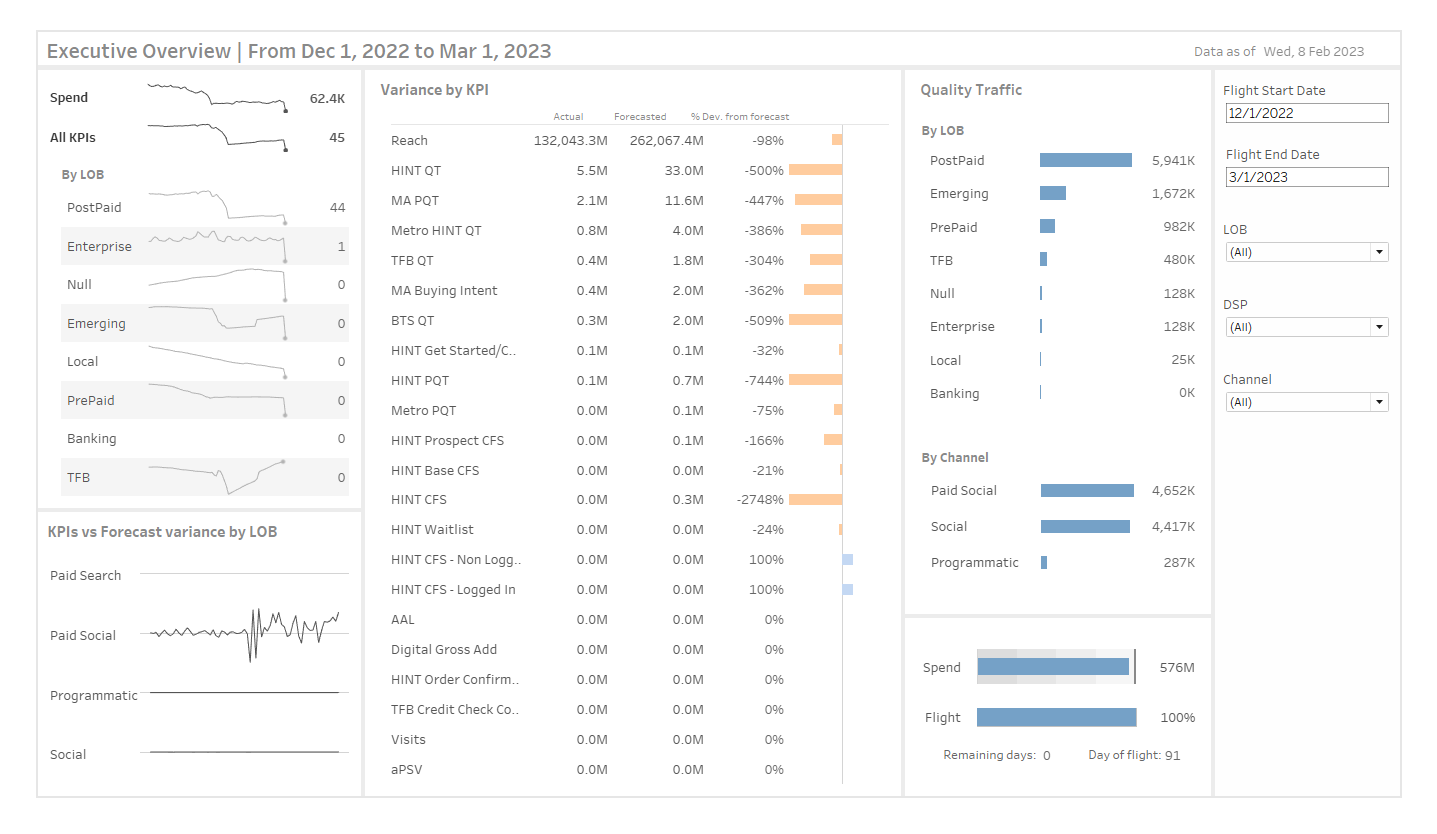 Executive Overview | From Dec 1, 2022 to Mar 1, 2023
Data as of Wed, 8 Feb 2023
Spend 62.4K
All KPIs 45
By LOB
PostPaid 44
Enterprise 1
Null 0
Emerging 0
Local 0
PrePaid 0
Banking 0
TFB 0
KPIs vs Forecast variance by LOB
Paid Search
Paid Social
Programmatic
Social
Variance by KPI
Actual Forecasted % Dev. from forecast
Reach 132,043.3M 262,067.4M -98%
HINT QT 5.5M 33.0M -500%
MA PQT 2.1M 11.6M -447%
Metro HINT QT 0.8M 4.0M -386%
TFB QT 0.4M 1.8M -304%
MA Buying Intent 0.4M 2.0M -362%
BTS QT 0.3M 2.0M -509%
HINT Get Started/C.. 0.1M 0.1M -32%
HINT PQT 0.1M 0.7M -744%
Metro PQT 0.0M 0.1M -75%
HINT Prospect CFS 0.0M 0.1M -166%
HINT Base CFS 0.0M 0.0M -21%
HINT CFS 0.0M 0.3M -2748%
HINT Waitlist 0.0M 0.0M -24%
HINT CFS - Non Logg.. 0.0M 0.0M 100%
HINT CFS - Logged In 0.0M 0.0M 100%
AAL 0.0M 0.0M 0%
Digital Gross Add 0.0M 0.0M 0%
HINT Order Confirm.. 0.0M 0.0M 0%
TFB Credit Check Co.. 0.0M 0.0M 0%
Visits 0.0M 0.0M 0%
aPSV 0.0M 0.0M 0%
Quality Traffic
By LOB
PostPaid 5,941K
Emerging 1,672K
PrePaid 982K
TFB 480K
Null 128K
Enterprise 128K
Local 25K
Banking 0K
By Channel
Paid Social 4,652K
Social 4,417K
Programmatic 287K
Spend 576M
Flight 100%
Remaining days: 0 Day of flight: 91
Flight Start Date
12/1/2022
Flight End Date
3/1/2023
LOB
(All)
DSP
(All)
Channel
(All)